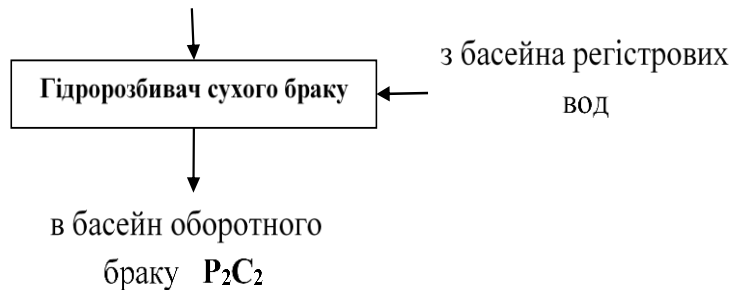 з басейна регістрових
Гідророзбивач сухого браку
вод
в басейн оборотного
браку P₂C₂